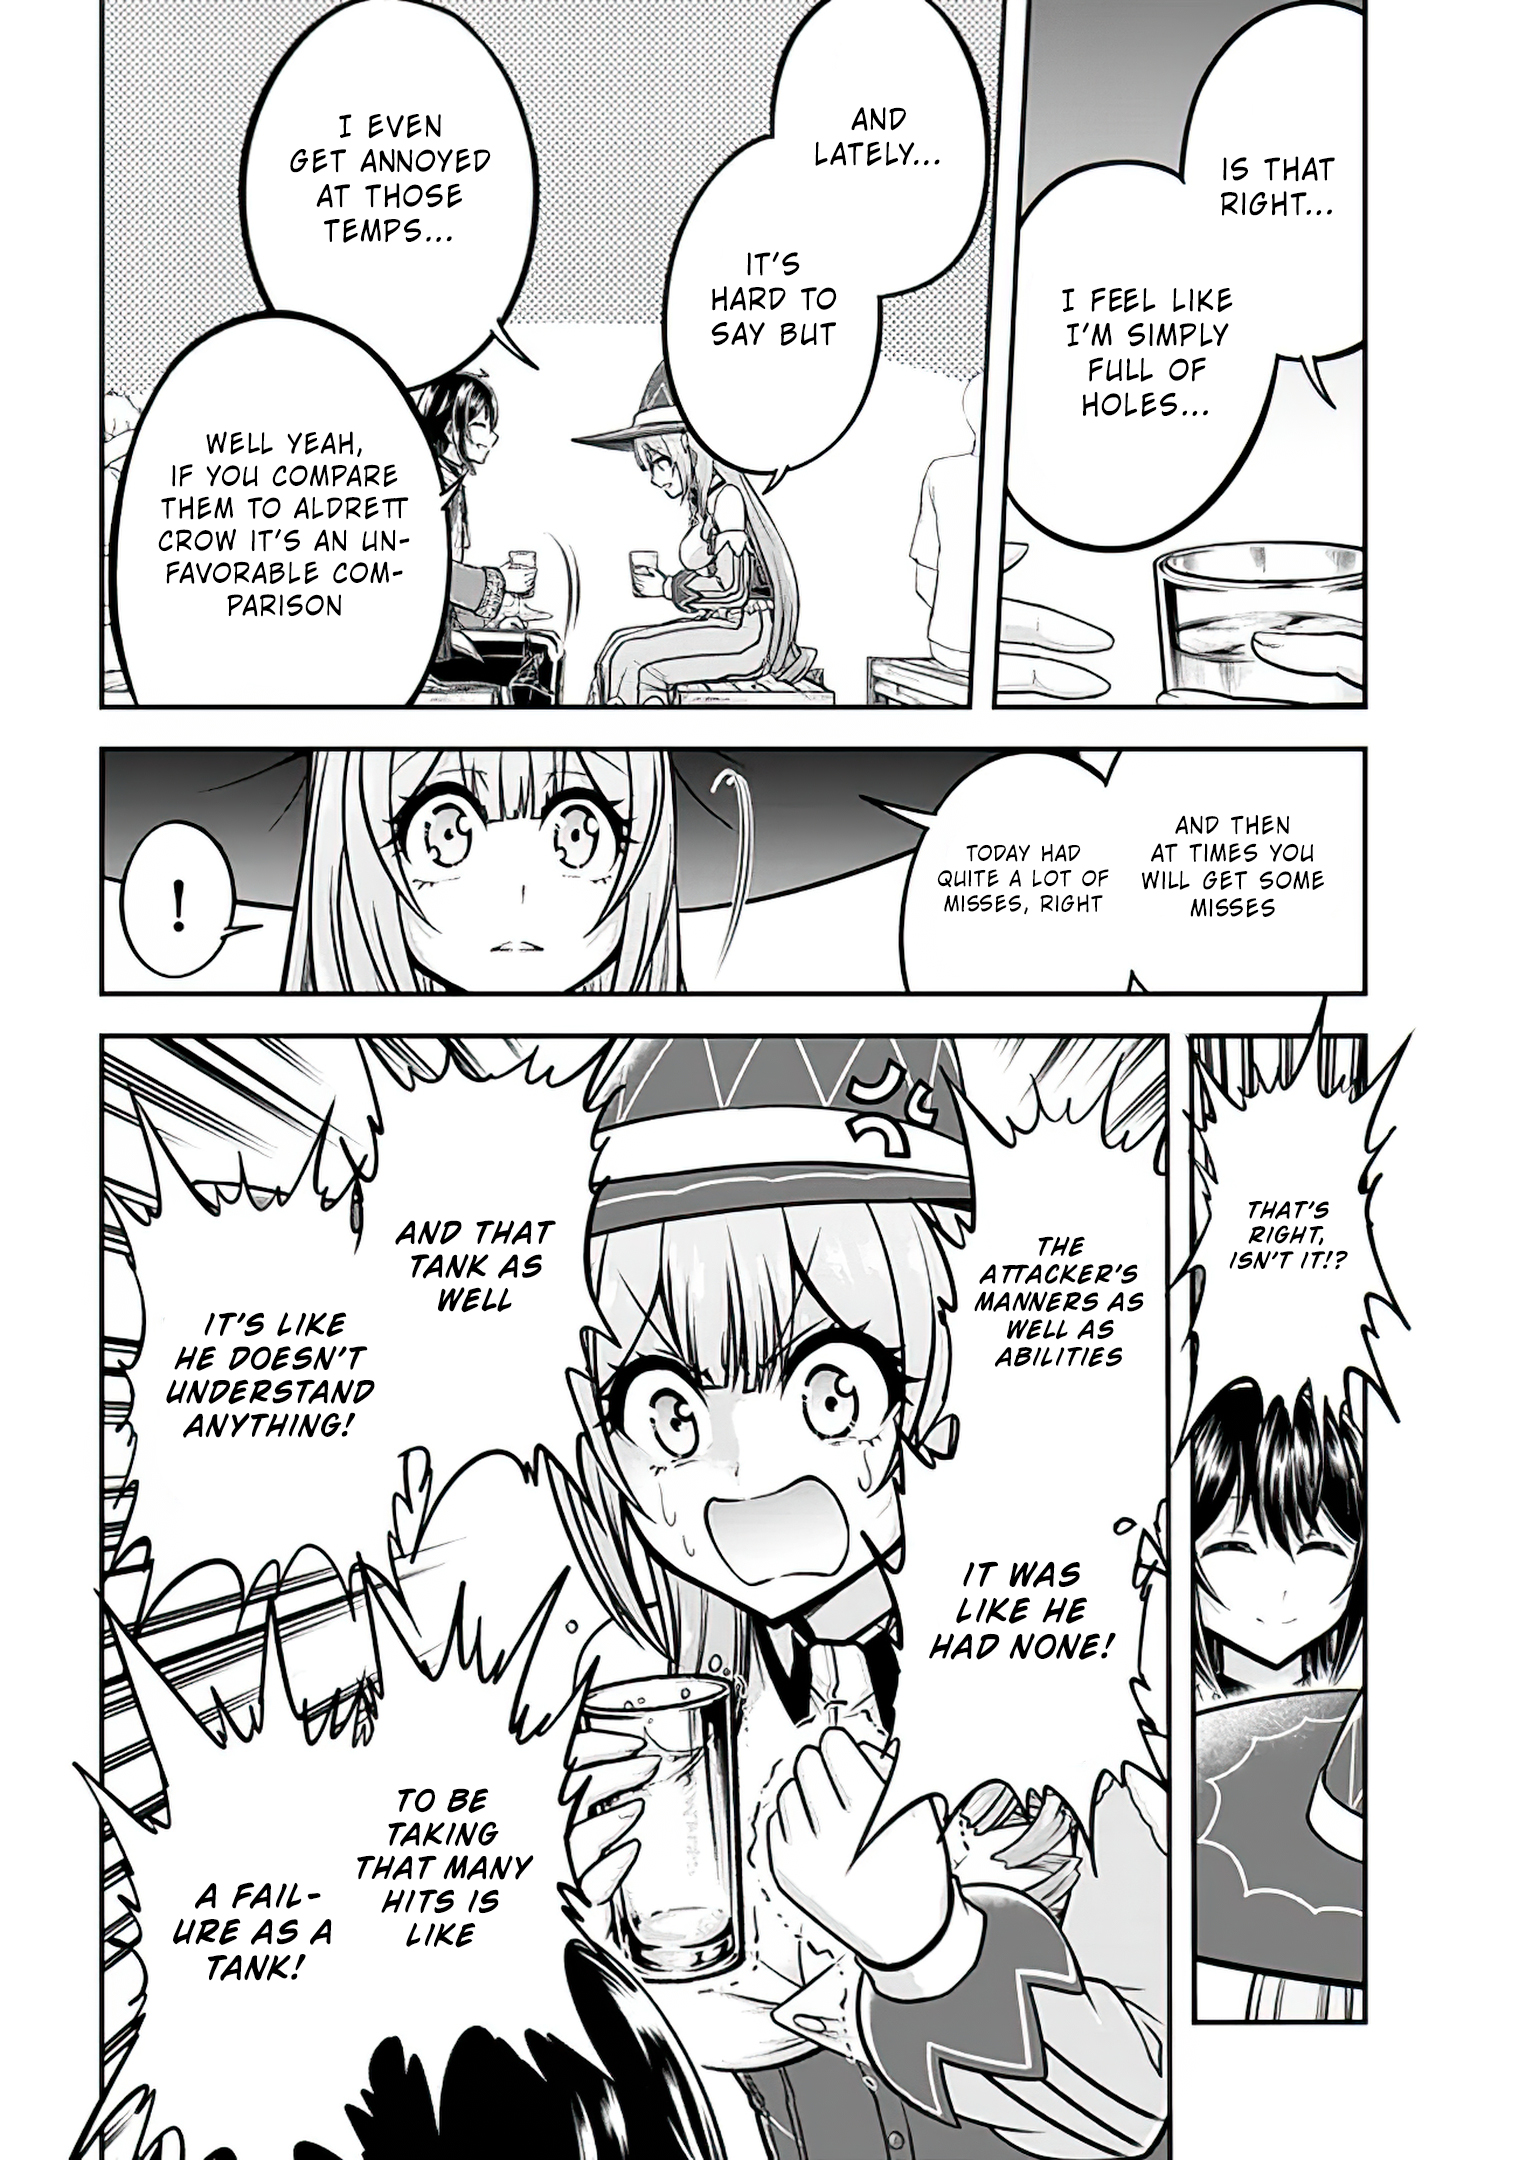 IS THAT
RIGHT...
I FEEL LIKE
I'M SIMPLY
FULL OF
HOLES...
AND
LATELY...
IT'S
HARD TO
SAY BUT
I EVEN
GET ANNOYED
AT THOSE
TEMPS...
WELL YEAH,
IF YOU COMPARE
THEM TO ALDRETT
CROW IT'S AN UN-
FAVORABLE COM-
PARISON
AND THEN
AT TIMES YOU
WILL GET SOME
MISSES
TODAY HAD
QUITE A LOT OF
MISSES, RIGHT
!
THAT'S
RIGHT,
ISN'T IT!?
THE
ATTACKER'S
MANNERS AS
WELL AS
ABILITIES
IT WAS
LIKE HE
HAD NONE!
AND THAT
TANK AS
WELL
IT'S LIKE
HE DOESN'T
UNDERSTAND
ANYTHING!
TO BE
TAKING
THAT MANY
HITS IS
LIKE
A FAIL-
URE AS A
TANK!